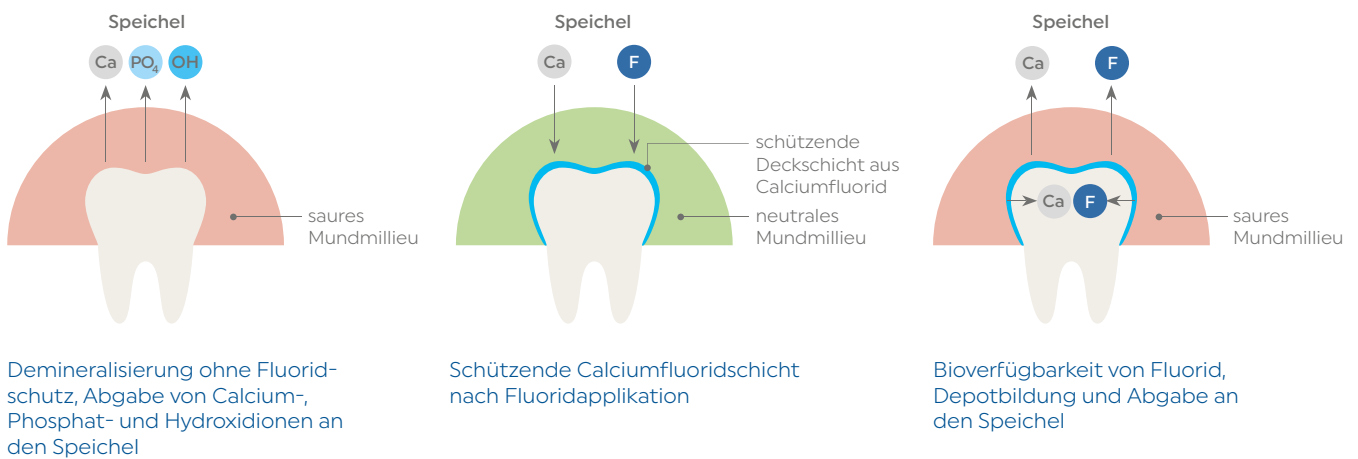 Speichel
Ca PO4 OH
saures
Mundmillieu
Demineralisierung ohne Fluorid-
schutz, Abgabe von Calcium-,
Phosphat- und Hydroxidionen an
den Speichel
Speichel
Ca F
schützende
Deckschicht aus
Calciumfluorid
neutrales
Mundmillieu
Schützende Calciumfluoridschicht
nach Fluoridapplikation
Speichel
Ca F
Ca F
saures
Mundmillieu
Bioverfügbarkeit von Fluorid,
Depotbildung und Abgabe an
den Speichel